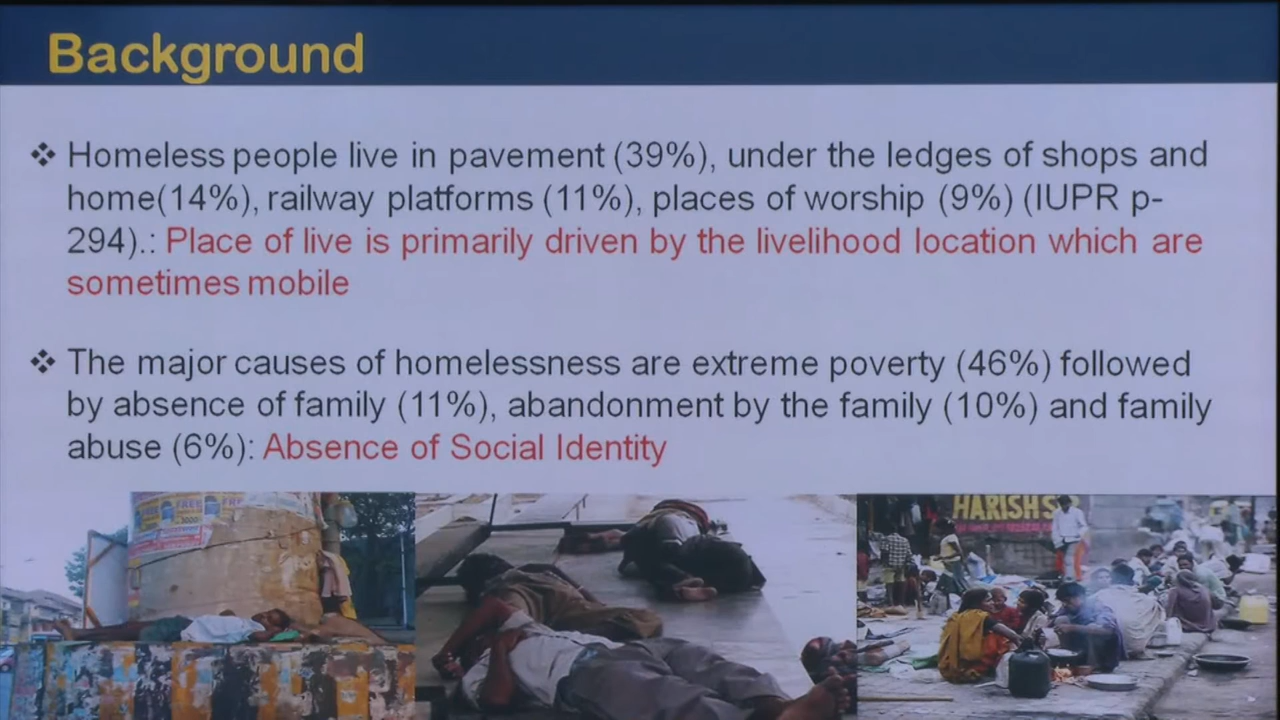 Background
❖ Homeless people live in pavement (39%), under the ledges of shops and
home(14%), railway platforms (11%), places of worship (9%) (IUPR p-
294).: Place of live is primarily driven by the livelihood location which are
sometimes mobile
❖ The major causes of homelessness are extreme poverty (46%) followed
by absence of family (11%), abandonment by the family (10%) and family
abuse (6%): Absence of Social Identity
FREE FREE
HARISH S